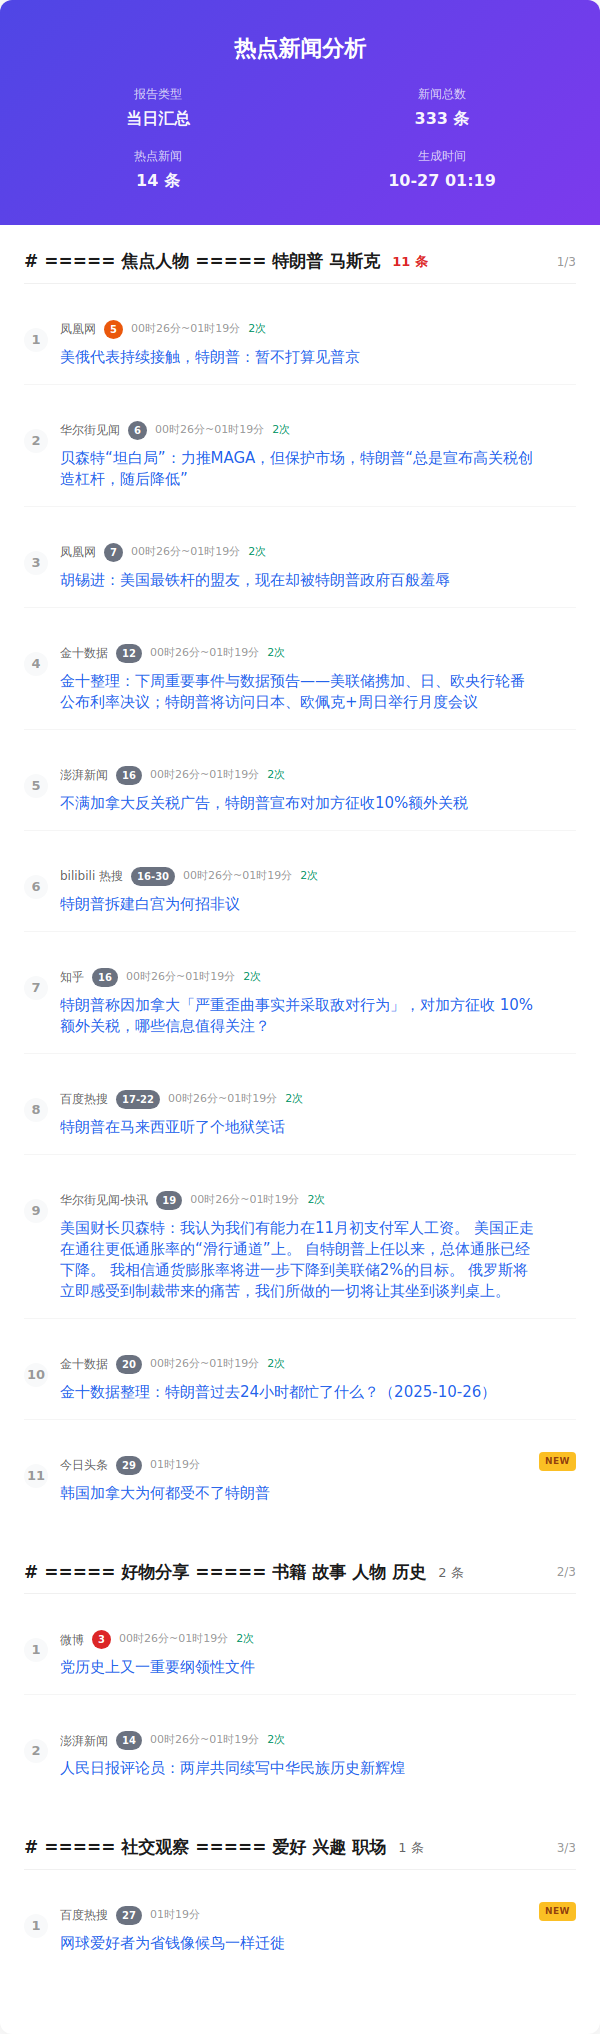 热点新闻分析
报告类型
当日汇总
新闻总数
333 条
热点新闻
14 条
生成时间
10-27 01:19
# ===== 焦点人物 ===== 特朗普 马斯克 11 条 1/3
1
凤凰网 5 00时26分~01时19分 2次
美俄代表持续接触，特朗普：暂不打算见普京
2
华尔街见闻 6 00时26分~01时19分 2次
贝森特“坦白局”：力推MAGA，但保护市场，特朗普“总是宣布高关税创
造杠杆，随后降低”
3
凤凰网 7 00时26分~01时19分 2次
胡锡进：美国最铁杆的盟友，现在却被特朗普政府百般羞辱
4
金十数据 12 00时26分~01时19分 2次
金十整理：下周重要事件与数据预告——美联储携加、日、欧央行轮番
公布利率决议；特朗普将访问日本、欧佩克+周日举行月度会议
5
澎湃新闻 16 00时26分~01时19分 2次
不满加拿大反关税广告，特朗普宣布对加方征收10%额外关税
6
bilibili 热搜 16-30 00时26分~01时19分 2次
特朗普拆建白宫为何招非议
7
知乎 16 00时26分~01时19分 2次
特朗普称因加拿大「严重歪曲事实并采取敌对行为」，对加方征收 10%
额外关税，哪些信息值得关注？
8
百度热搜 17-22 00时26分~01时19分 2次
特朗普在马来西亚听了个地狱笑话
9
华尔街见闻-快讯 19 00时26分~01时19分 2次
美国财长贝森特：我认为我们有能力在11月初支付军人工资。 美国正走
在通往更低通胀率的“滑行通道”上。 自特朗普上任以来，总体通胀已经
下降。 我相信通货膨胀率将进一步下降到美联储2%的目标。 俄罗斯将
立即感受到制裁带来的痛苦，我们所做的一切将让其坐到谈判桌上。
10
金十数据 20 00时26分~01时19分 2次
金十数据整理：特朗普过去24小时都忙了什么？（2025-10-26）
11
今日头条 29 01时19分 NEW
韩国加拿大为何都受不了特朗普
# ===== 好物分享 ===== 书籍 故事 人物 历史 2 条 2/3
1
微博 3 00时26分~01时19分 2次
党历史上又一重要纲领性文件
2
澎湃新闻 14 00时26分~01时19分 2次
人民日报评论员：两岸共同续写中华民族历史新辉煌
# ===== 社交观察 ===== 爱好 兴趣 职场 1 条 3/3
1
百度热搜 27 01时19分 NEW
网球爱好者为省钱像候鸟一样迁徙